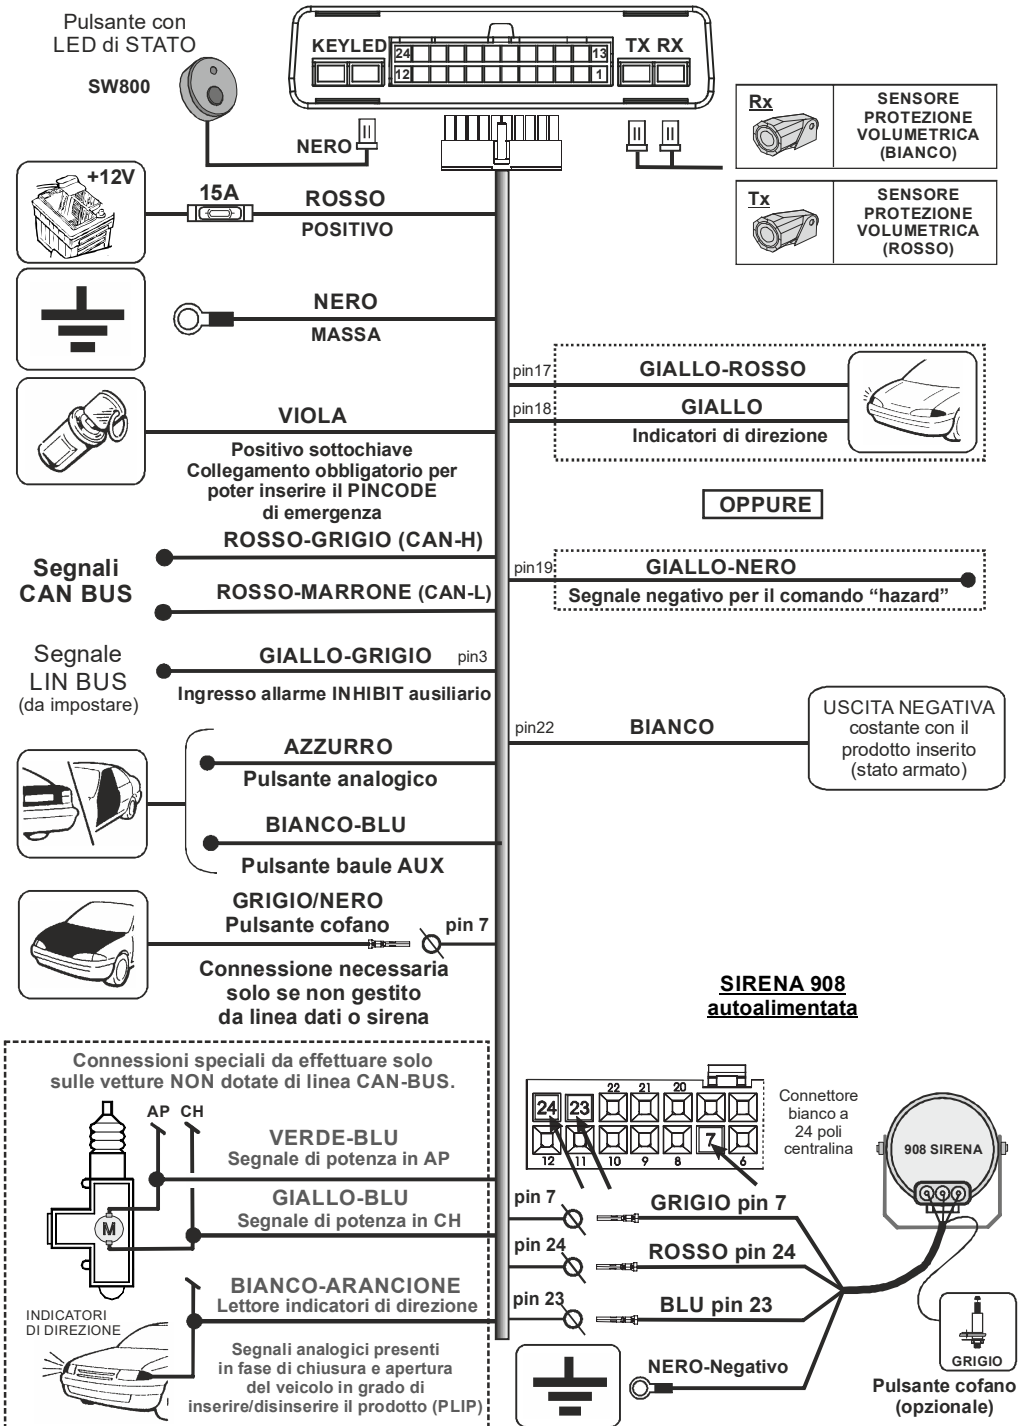 Pulsante con
LED di STATO
SW800
NERO
KEY LED
TX RX
24
13
12
1
Rx
SENSORE
PROTEZIONE
VOLUMETRICA
(BIANCO)
Tx
SENSORE
PROTEZIONE
VOLUMETRICA
(ROSSO)
+12V
15A
ROSSO
POSITIVO
NERO
MASSA
VIOLA
Positivo sottochiave
Collegamento obbligatorio per
poter inserire il PINCODE
di emergenza
pin17
GIALLO-ROSSO
pin18
GIALLO
Indicatori di direzione
OPPURE
pin19
GIALLO-NERO
Segnale negativo per il comando “hazard”
Segnali
CAN BUS
ROSSO-GRIGIO (CAN-H)
ROSSO-MARRONE (CAN-L)
Segnale
LIN BUS
(da impostare)
GIALLO-GRIGIO pin3
Ingresso allarme INHIBIT ausiliario
pin22
BIANCO
USCITA NEGATIVA
costante con il
prodotto inserito
(stato armato)
AZZURRO
Pulsante analogico
BIANCO-BLU
Pulsante baule AUX
GRIGIO/NERO
Pulsante cofano
pin 7
Connessione necessaria
solo se non gestito
da linea dati o sirena
Connessioni speciali da effettuare solo
sulle vetture NON dotate di linea CAN-BUS.
AP CH
M
VERDE-BLU
Segnale di potenza in AP
GIALLO-BLU
Segnale di potenza in CH
BIANCO-ARANCIONE
Lettore indicatori di direzione
INDICATORI
DI DIREZIONE
Segnali analogici presenti
in fase di chiusura e apertura
del veicolo in grado di
inserire/disinserire il prodotto (PLIP)
SIRENA 908
autoalimentata
22 21 20
24 23
7
12 11 10 9 8 6
Connettore
bianco a
24 poli
centralina
908 SIRENA
pin 7
GRIGIO pin 7
pin 24
ROSSO pin 24
pin 23
BLU pin 23
NERO-Negativo
GRIGIO
Pulsante cofano
(opzionale)